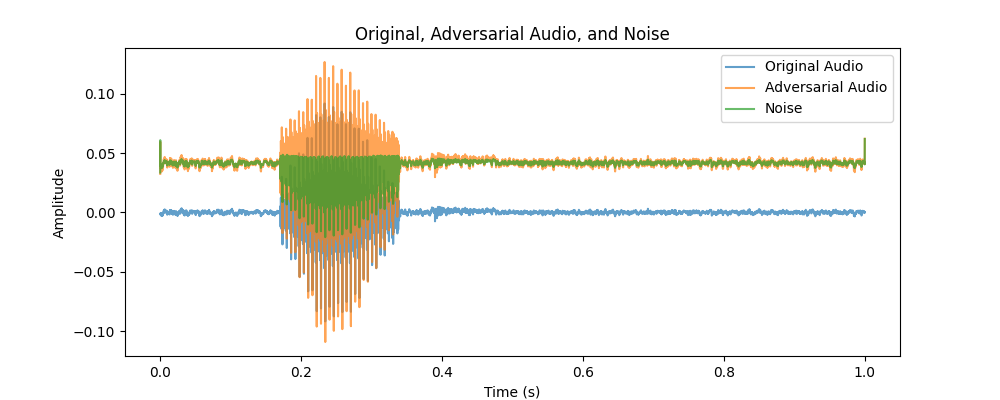 Original, Adversarial Audio, and Noise
Original Audio
Adversarial Audio
Noise
Amplitude
0.10
0.05
0.00
−0.05
−0.10
0.0
0.2
0.4
0.6
0.8
1.0
Time (s)